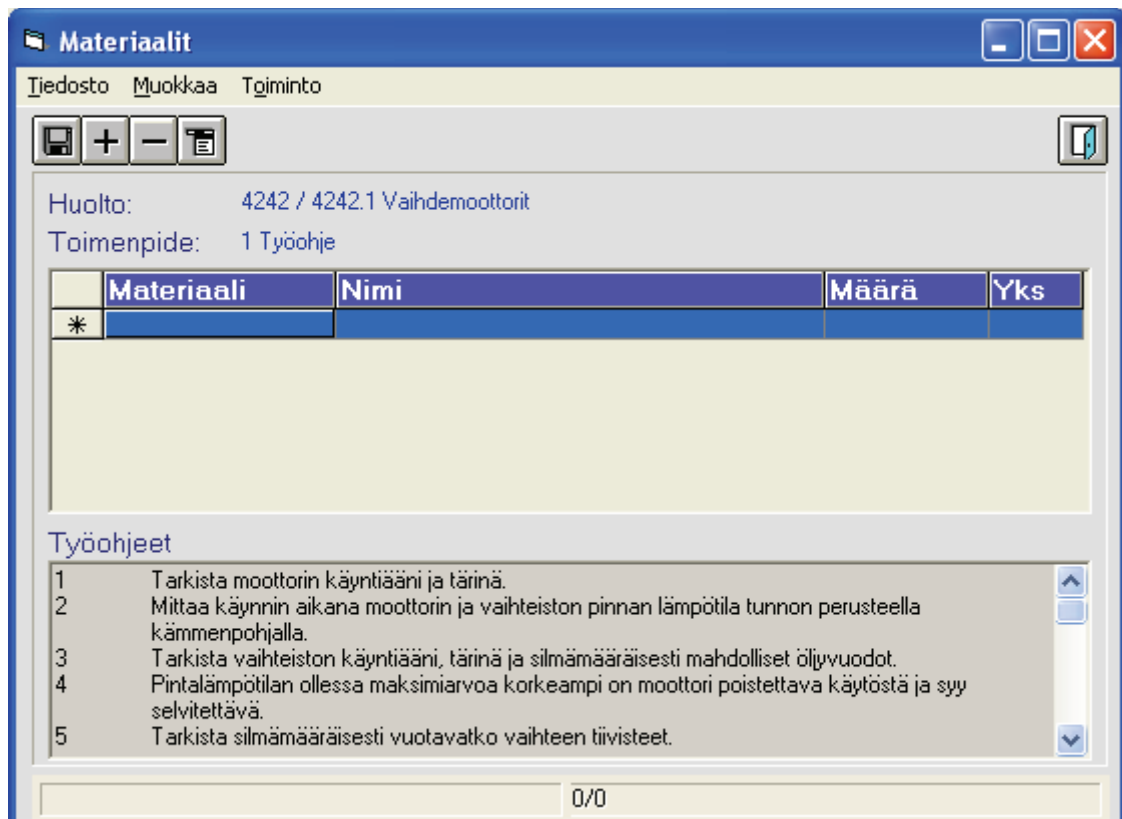 Materiaalit
Tiedosto Muokkaa Toiminto
Huolto: 4242 / 4242.1 Vaihdemoottorit
Toimenpide: 1 Työohje
Materiaali Nimi Määrä Yks
Työohjeet
1 Tarkista moottorin käyntiääni ja tärinä.
2 Mittaa käynnin aikana moottorin ja vaihteiston pinnan lämpötila tunnon perusteella
kämmenpohjalla.
3 Tarkista vaihteiston käyntiääni, tärinä ja silmämääräisesti mahdolliset öljyvuodot.
4 Pintalämpötilan ollessa maksimiarvoa korkeampi on moottori poistettava käytöstä ja syy
selvitettävä.
5 Tarkista silmämääräisesti vuotavatko vaihteen tiivisteet.
0/0